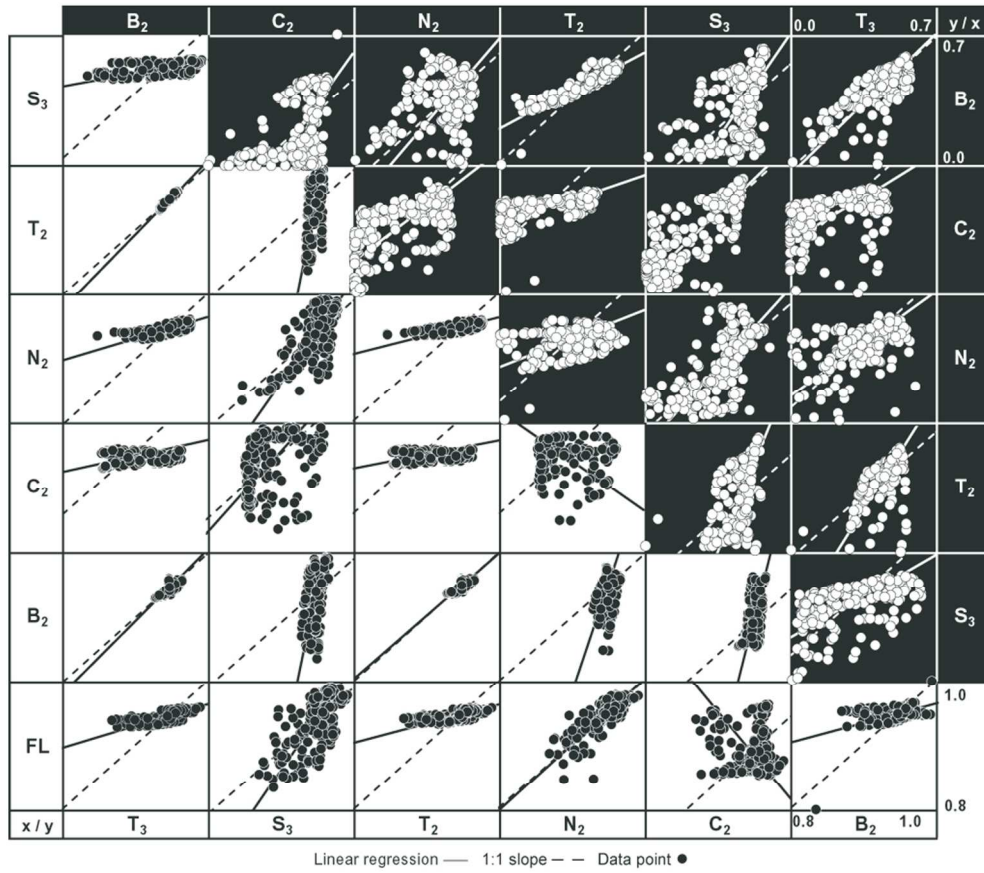 B₂ C₂ N₂ T₂ S₃ T₃ y / x
0.0 0.7
0.7
S₃ B₂
0.0
T₂ C₂
N₂ N₂
C₂ T₂
B₂ S₃
1.0
FL
0.8
x / y T₃ S₃ T₂ N₂ C₂ B₂
0.8 1.0
Linear regression 1:1 slope Data point